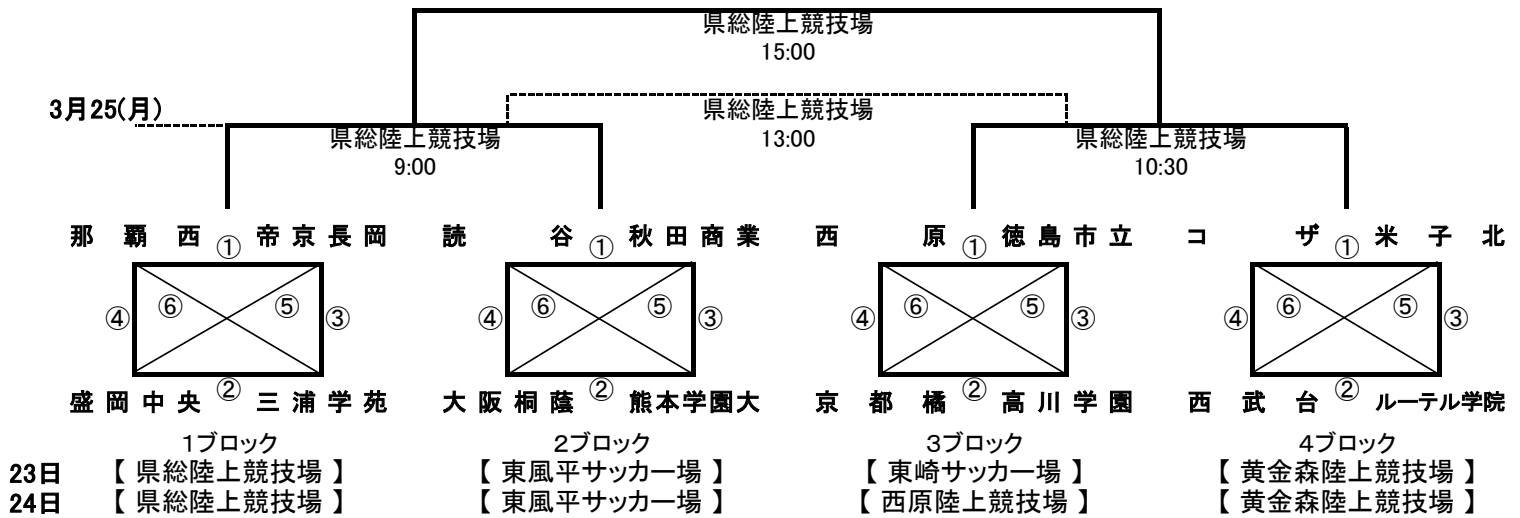 県総陸上競技場
15:00
3月25(月)
県総陸上競技場
13:00
県総陸上競技場
9:00
県総陸上競技場
10:30
那覇西 ① 帝京長岡 読谷 ① 秋田商業 西原 ① 徳島市立 コザ ① 米子北
⑥ ⑤ ⑥ ⑤ ⑥ ⑤ ⑥ ⑤
④ ③ ④ ③ ④ ③ ④ ③
盛岡中央 ② 三浦学苑 大阪桐蔭 ② 熊本学園大 京都橘 ② 高川学園 西武台 ② ルーテル学院
1ブロック 2ブロック 3ブロック 4ブロック
23日 【 県総陸上競技場 】 【 東風平サッカー場 】 【 東崎サッカー場 】 【 黄金森陸上競技場 】
24日 【 県総陸上競技場 】 【 東風平サッカー場 】 【 西原陸上競技場 】 【 黄金森陸上競技場 】